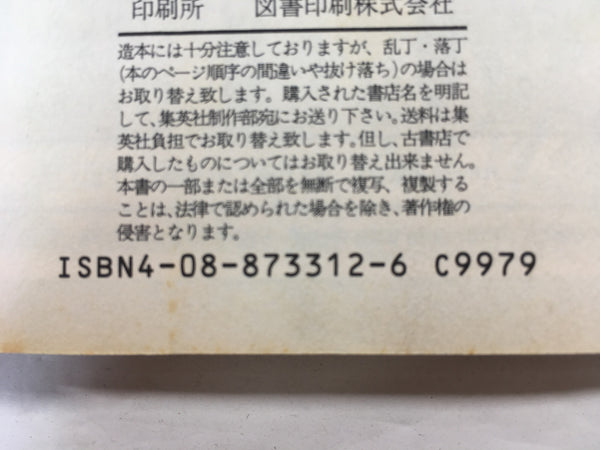 印刷所　図書印刷株式会社
造本には十分注意しておりますが、乱丁・落丁
(本のページ順序の間違いや抜け落ち)の場合は
お取り替え致します。購入された書店名を明記
して、集英社制作部宛にお送り下さい。送料は集
英社負担でお取り替え致します。但し、古書店で
購入したものについてはお取り替え出来ません。
本書の一部または全部を無断で複写、複製する
ことは、法律で認められた場合を除き、著作権の
侵害となります。
ISBN4-08-873312-6 C9979